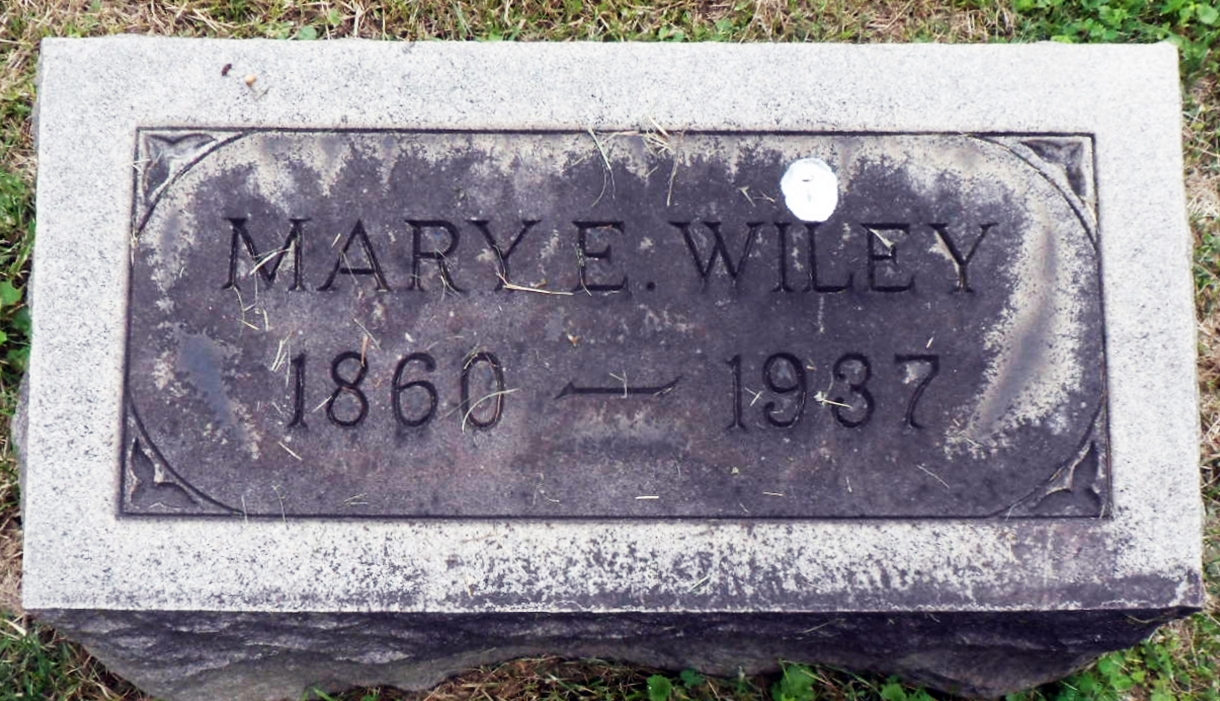 MARY E. WILEY
1860 — 1937